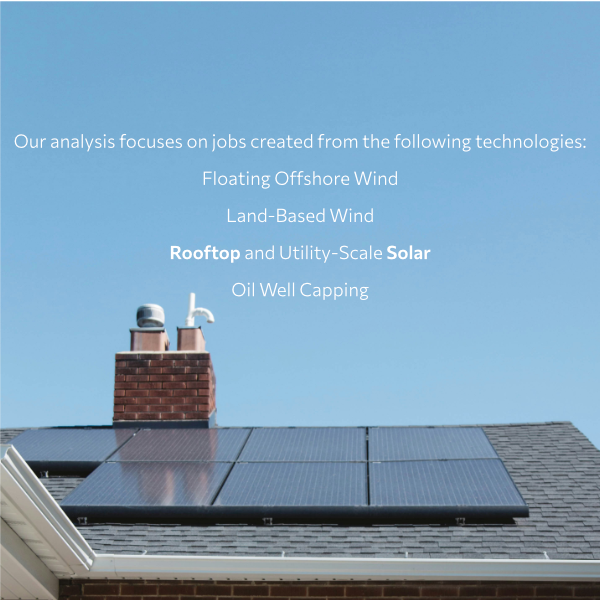 Our analysis focuses on jobs created from the following technologies:
Floating Offshore Wind
Land-Based Wind
Rooftop and Utility-Scale Solar
Oil Well Capping